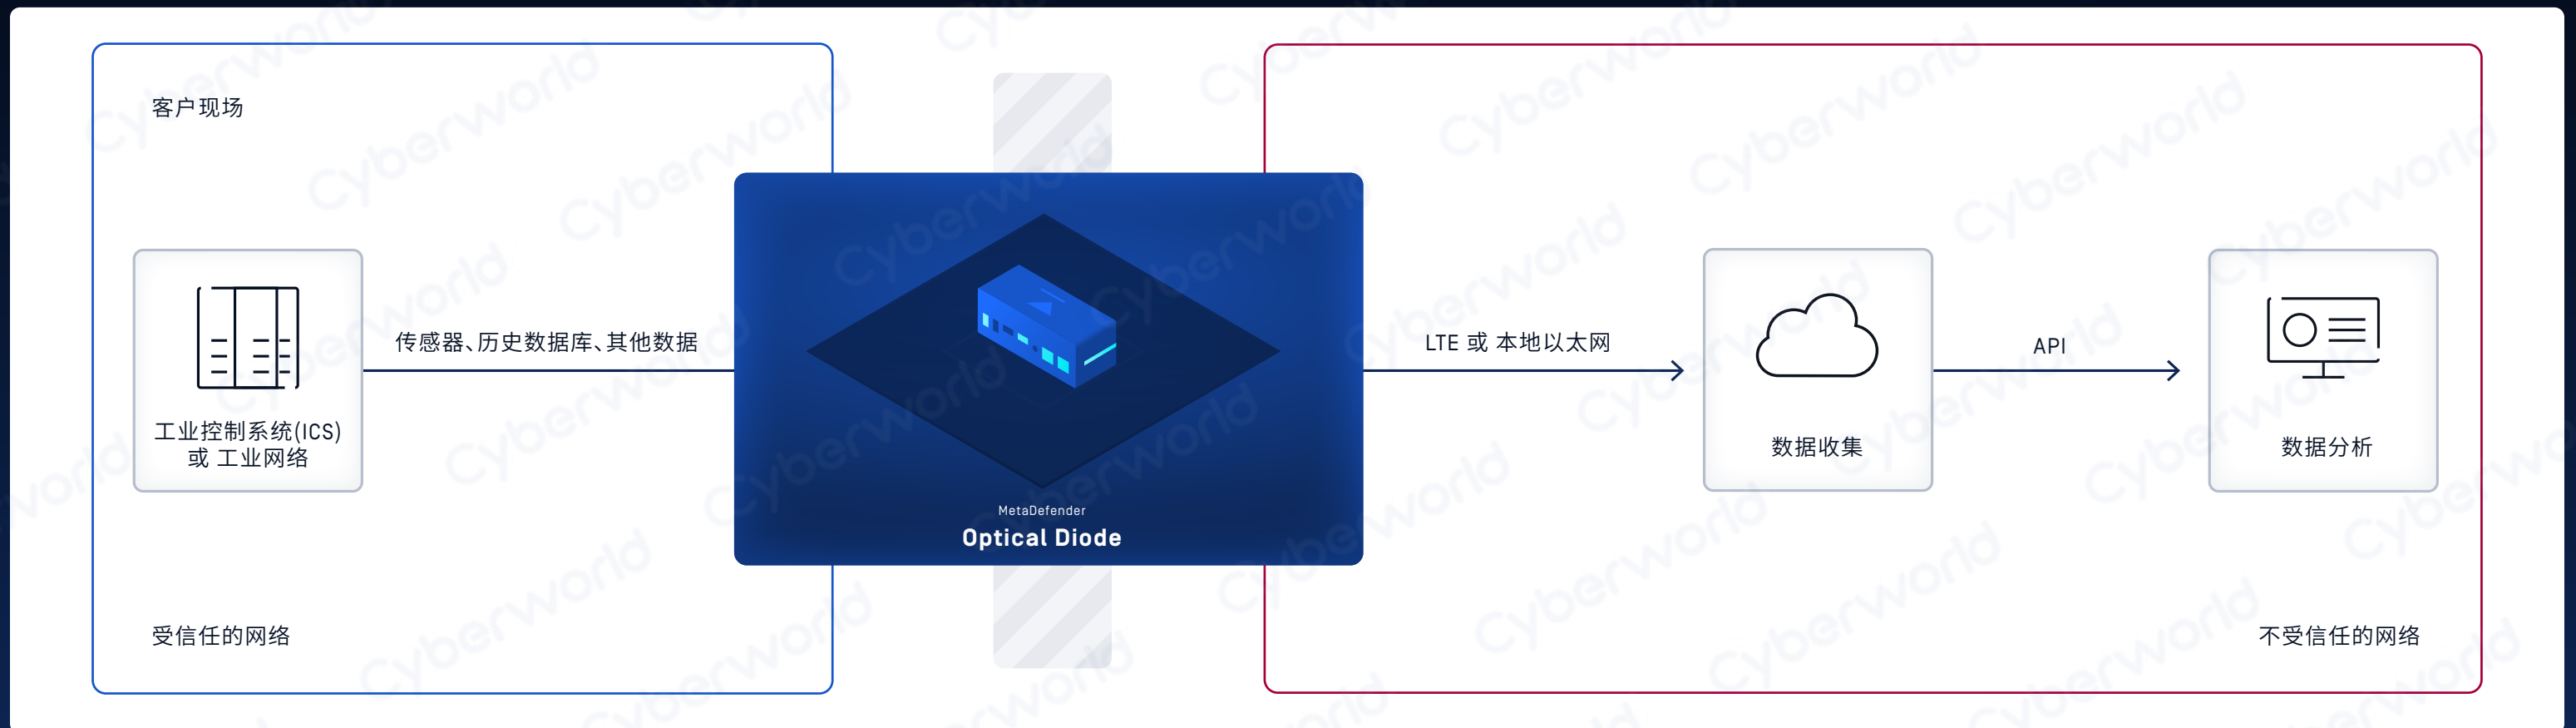 客户现场
传感器、历史数据库、其他数据
工业控制系统(ICS)
或 工业网络
受信任的网络
MetaDefender
Optical Diode
LTE 或 本地以太网
数据收集
API
数据分析
不受信任的网络
Cyberworld